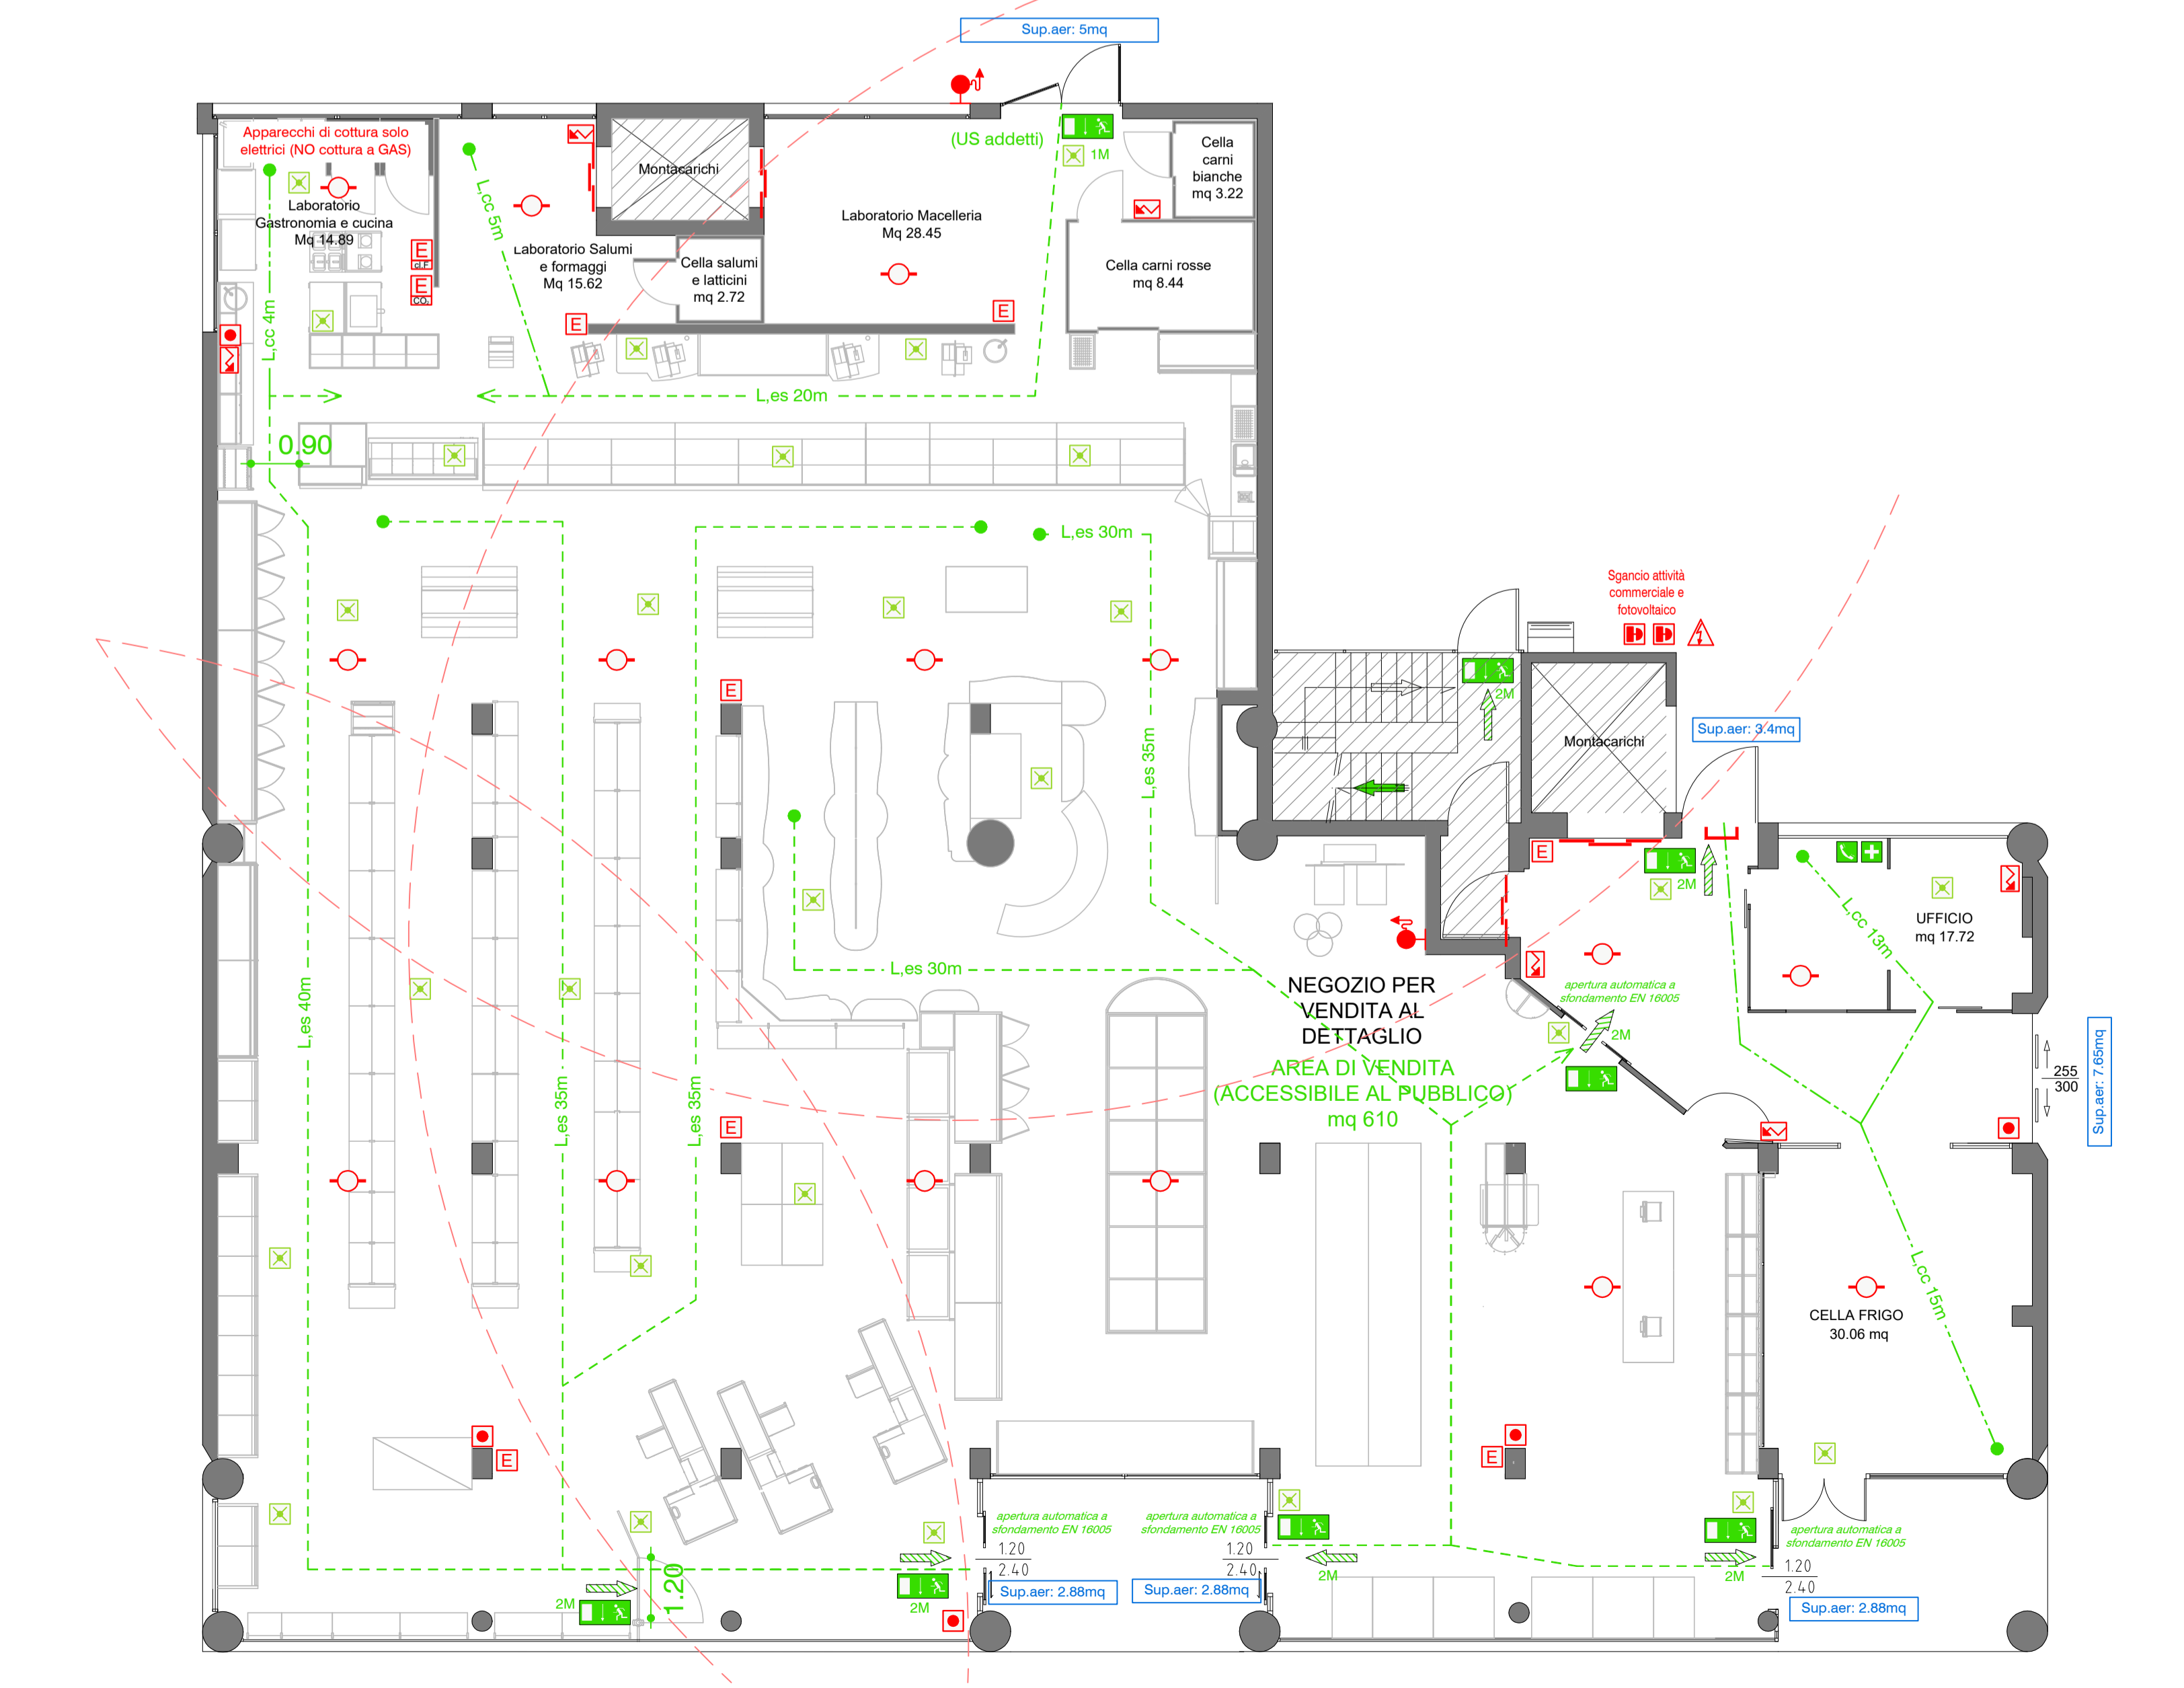 Sup.aer: 5mq
Apparecchi di cottura solo
elettrici (NO cottura a GAS)
Laboratorio
Gastronomia e cucina
Mq 14.89
E
cl.F
E
CO₂
L,cc 4m
L,cc 5m
Laboratorio Salumi
e formaggi
Mq 15.62
Montacarichi
Cella salumi
e latticini
mq 2.72
E
Laboratorio Macelleria
Mq 28.45
E
(US addetti)
1M
Cella
carni
bianche
mq 3.22
Cella carni rosse
mq 8.44
L,es 20m
0.90
L,es 30m
Sgancio attività
commerciale e
fotovoltaico
2M
Montacarichi
Sup.aer: 3.4mq
E
E
2M
L,es 35m
L,cc 13m
UFFICIO
mq 17.72
L,es 30m
L,es 40m
L,es 35m
L,es 35m
NEGOZIO PER
VENDITA AL
DETTAGLIO
AREA DI VENDITA
(ACCESSIBILE AL PUBBLICO)
mq 610
apertura automatica a
sfondamento EN 16005
2M
255
300
Sup.aer: 7.65mq
E
L,cc 15m
CELLA FRIGO
30.06 mq
E
E
apertura automatica a
sfondamento EN 16005
1.20
2.40
Sup.aer: 2.88mq
apertura automatica a
sfondamento EN 16005
1.20
2.40
Sup.aer: 2.88mq
apertura automatica a
sfondamento EN 16005
1.20
2.40
Sup.aer: 2.88mq
2M
1.20
2M
2M
2M